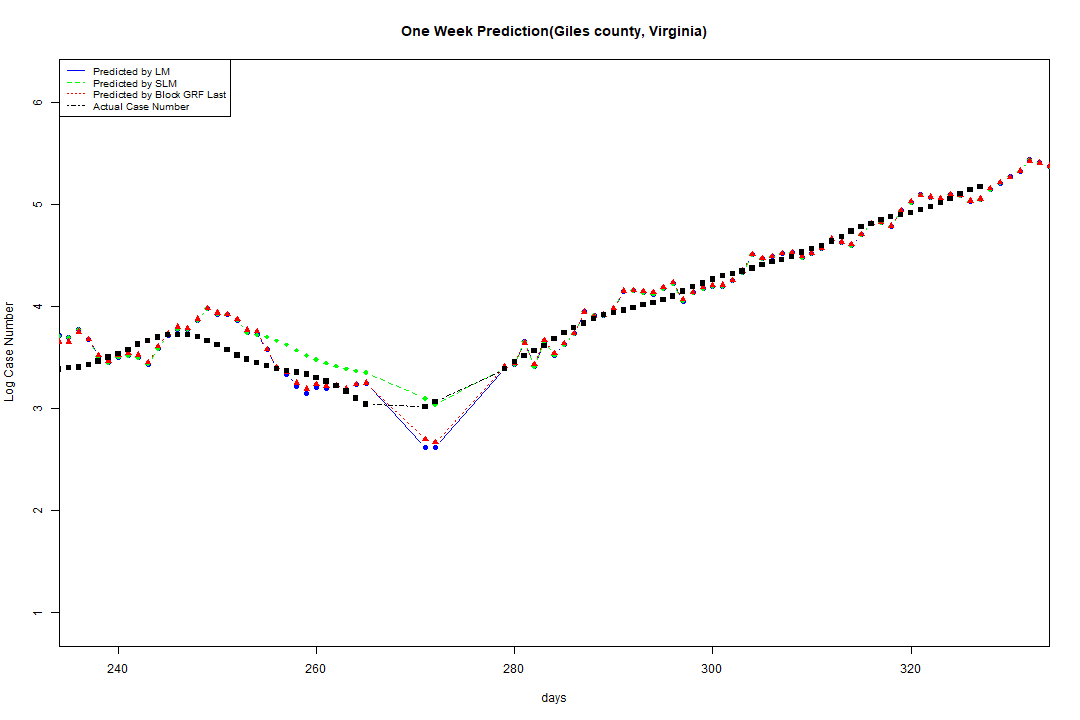 One Week Prediction(Giles county, Virginia)
Predicted by LM
Predicted by SLM
Predicted by Block GRF Last
Actual Case Number
6
5
4
3
2
1
Log Case Number
240 260 280 300 320
days